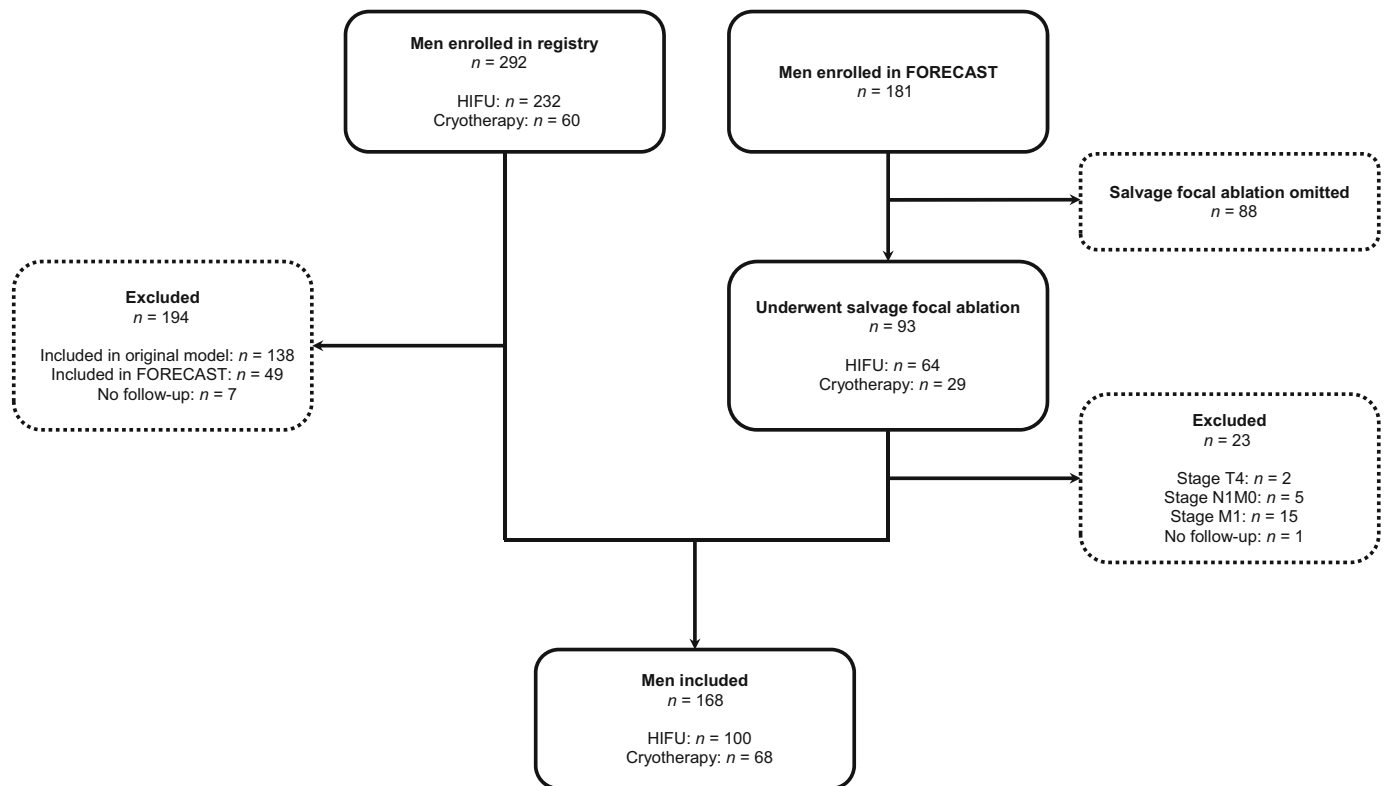 Men enrolled in registry
n = 292
HIFU: n = 232
Cryotherapy: n = 60
Men enrolled in FORECAST
n = 181
Salvage focal ablation omitted
n = 88
Excluded
n = 194
Included in original model: n = 138
Included in FORECAST: n = 49
No follow-up: n = 7
Underwent salvage focal ablation
n = 93
HIFU: n = 64
Cryotherapy: n = 29
Excluded
n = 23
Stage T4: n = 2
Stage N1M0: n = 5
Stage M1: n = 15
No follow-up: n = 1
Men included
n = 168
HIFU: n = 100
Cryotherapy: n = 68